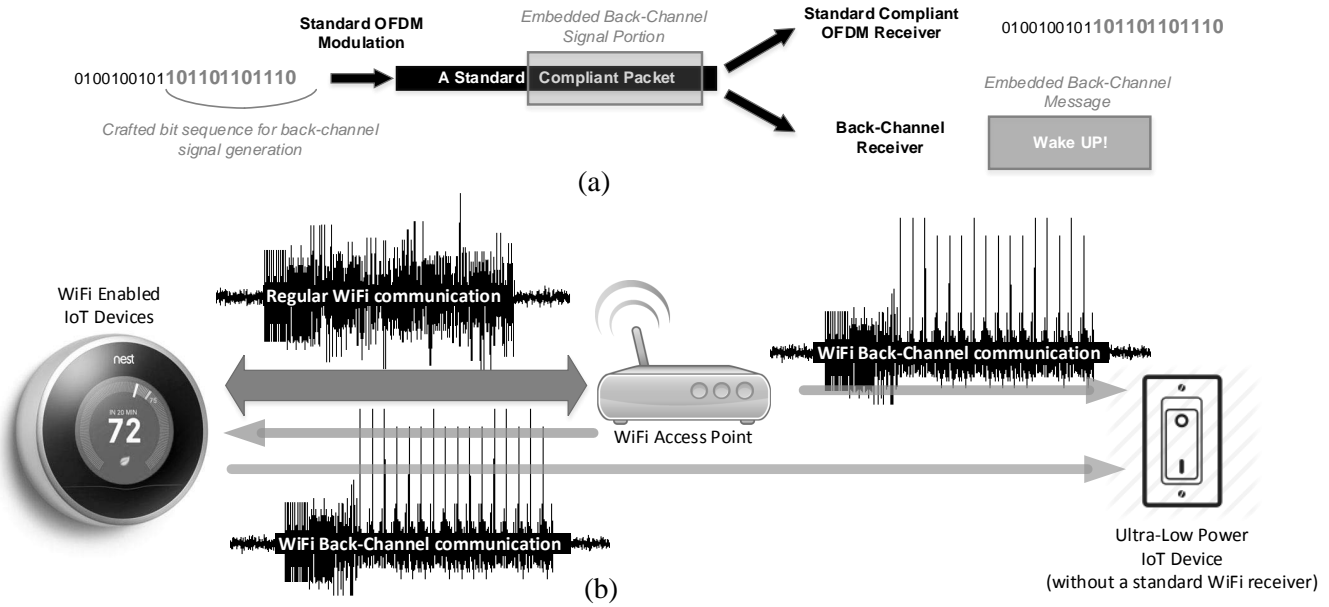 Standard OFDM
Modulation
Embedded Back-Channel
Signal Portion
Standard Compliant
OFDM Receiver
0100100101101101101110
0100100101101101101110
A Standard Compliant Packet
Crafted bit sequence for back-channel
signal generation
Back-Channel
Receiver
Embedded Back-Channel
Message
Wake UP!
(a)
WiFi Enabled
IoT Devices
Regular WiFi communication
WiFi Back-Channel communication
nest
IN 20 MIN
72
WiFi Access Point
WiFi Back-Channel communication
Ultra-Low Power
IoT Device
(without a standard WiFi receiver)
(b)